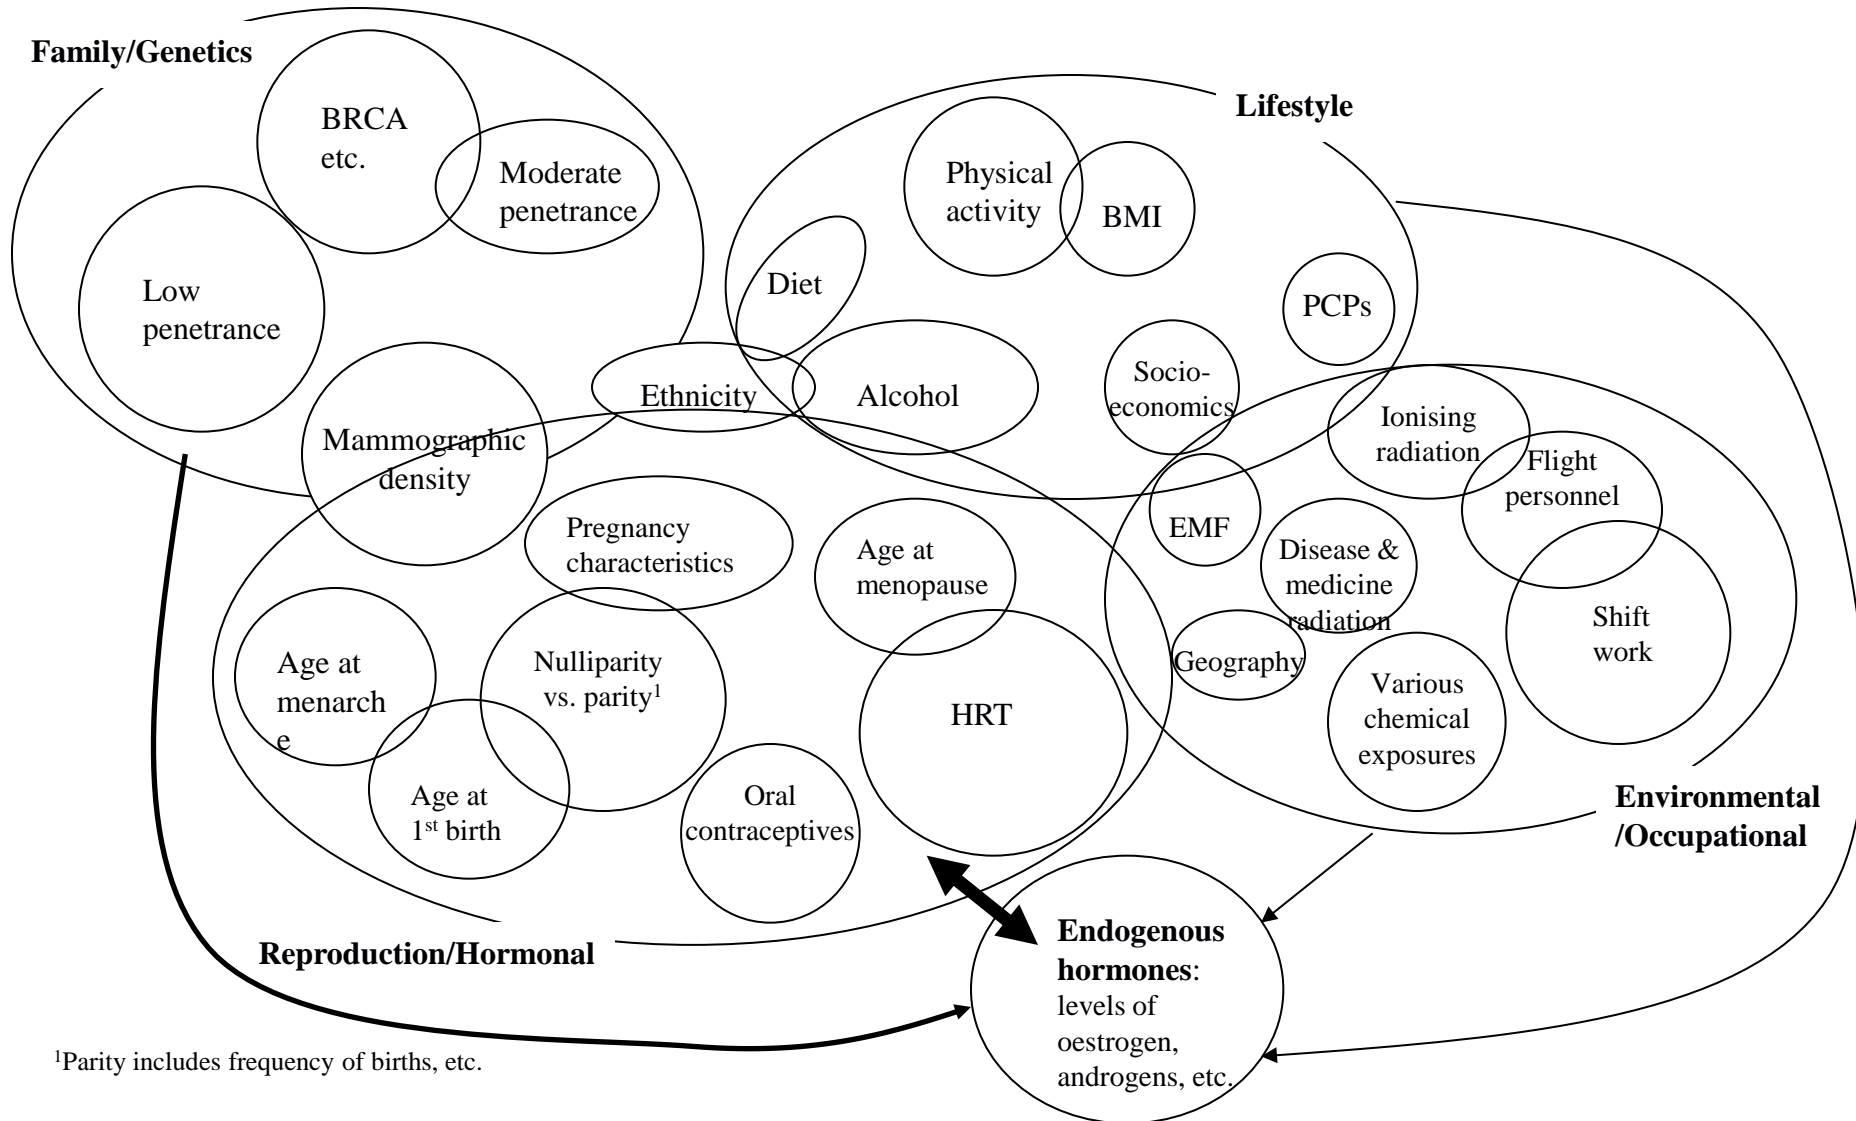 Family/Genetics
BRCA
etc.
Moderate
penetrance
Low
penetrance
Mammographic
density
Ethnicity
Lifestyle
Physical
activity
BMI
Diet
Alcohol
PCPs
Socio-
economics
Ionising
radiation
Flight
personnel
EMF
Disease &
medicine
radiation
Shift
work
Geography
Various
chemical
exposures
Environmental
/Occupational
Pregnancy
characteristics
Age at
menopause
Age at
menarch
e
Nulliparity
vs. parity¹
HRT
Age at
1st birth
Oral
contraceptives
Reproduction/Hormonal
Endogenous
hormones:
levels of
oestrogen,
androgens, etc.
¹Parity includes frequency of births, etc.